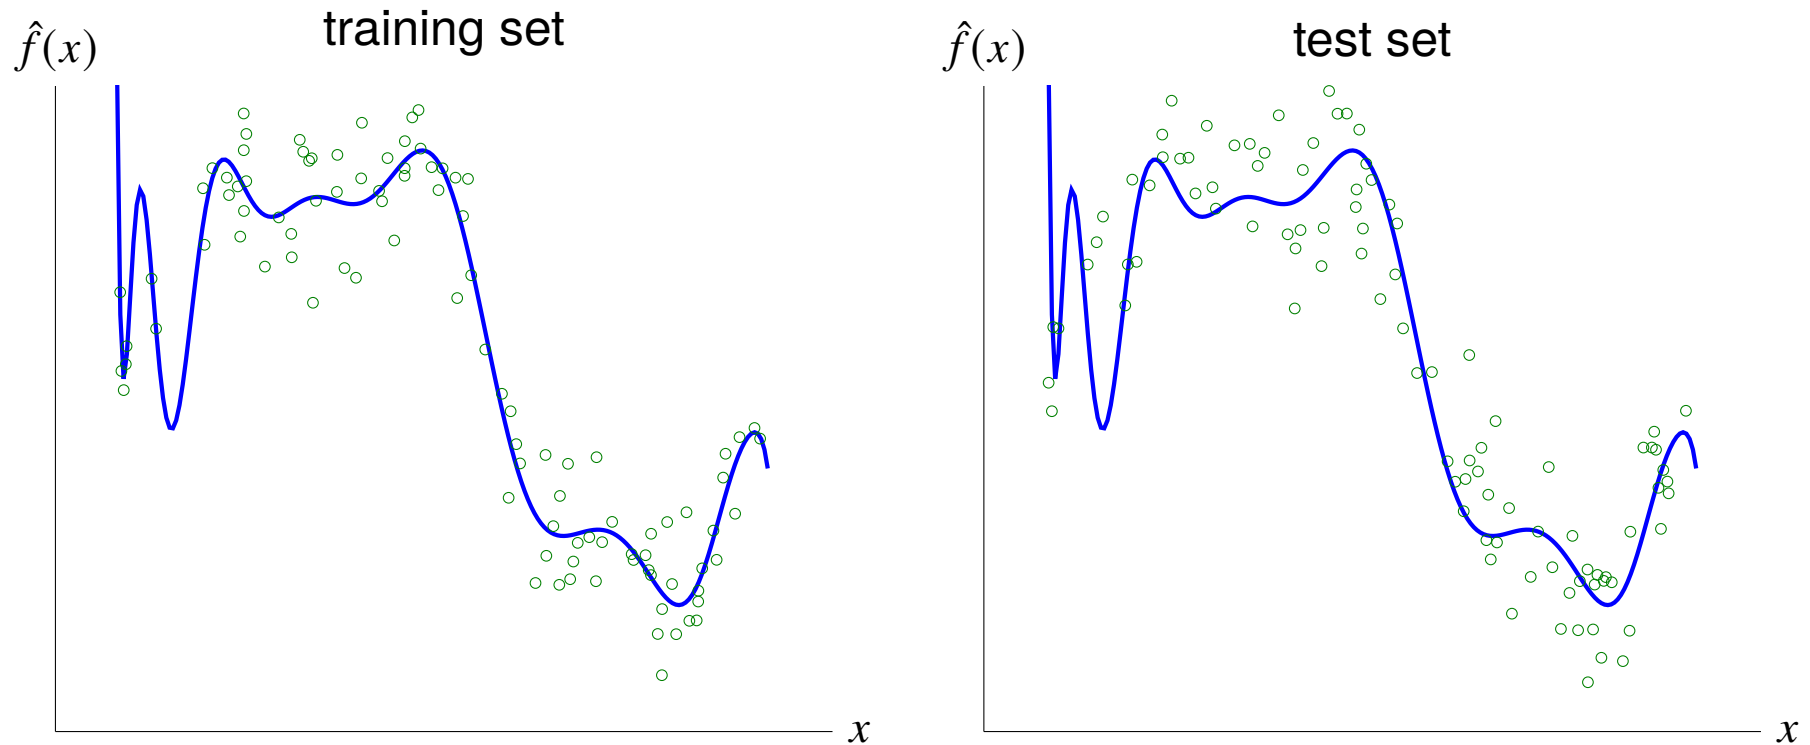 training set
f̂(x)
x
test set
f̂(x)
x